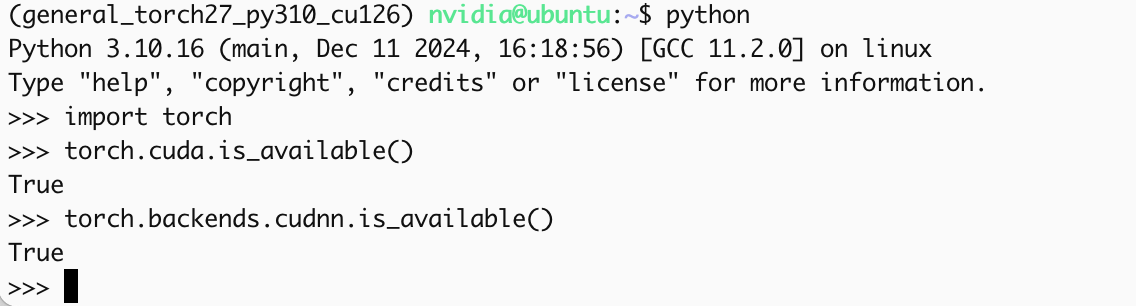 (general_torch27_py310_cu126) nvidia@ubuntu:~$ python
Python 3.10.16 (main, Dec 11 2024, 16:18:56) [GCC 11.2.0] on linux
Type "help", "copyright", "credits" or "license" for more information.
>>> import torch
>>> torch.cuda.is_available()
True
>>> torch.backends.cudnn.is_available()
True
>>>